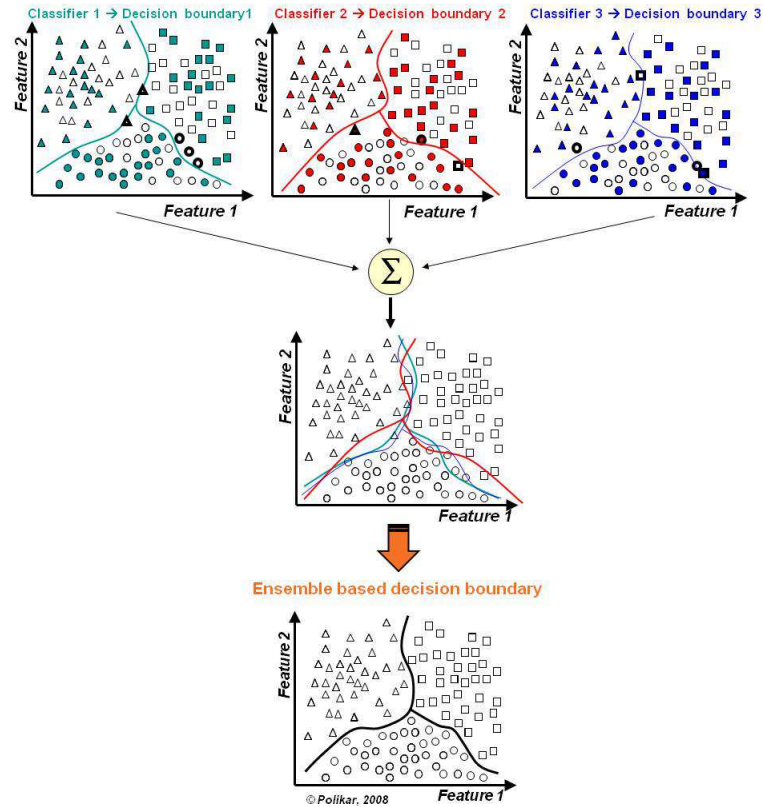 Classifier 1 → Decision boundary1
Classifier 2 → Decision boundary 2
Classifier 3 → Decision boundary 3
Feature 2
Feature 1
Feature 2
Feature 1
Feature 2
Feature 1
Σ
Feature 2
Feature 1
Ensemble based decision boundary
Feature 2
Feature 1
© Polikar, 2008